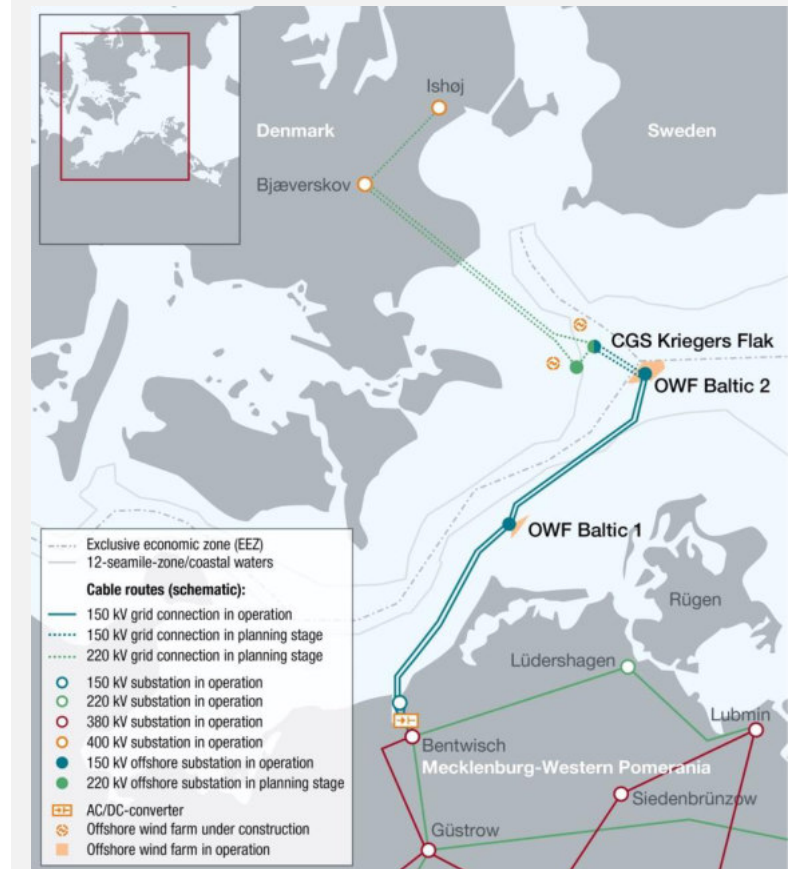 Ishøj
Denmark
Sweden
Bjæverskov
CGS Kriegers Flak
OWF Baltic 2
OWF Baltic 1
Rügen
Lüdershagen
Lubmin
Bentwisch
Mecklenburg-Western Pomerania
Siedenbrünzow
Güstrow
Exclusive economic zone (EEZ)
12-seamile-zone/coastal waters
Cable routes (schematic):
150 kV grid connection in operation
150 kV grid connection in planning stage
220 kV grid connection in planning stage
150 kV substation in operation
220 kV substation in operation
380 kV substation in operation
400 kV substation in operation
150 kV offshore substation in operation
220 kV offshore substation in planning stage
AC/DC-converter
Offshore wind farm under construction
Offshore wind farm in operation